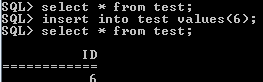 SQL> select * from test;
SQL> insert into test values(6);
SQL> select * from test;
ID
============
6